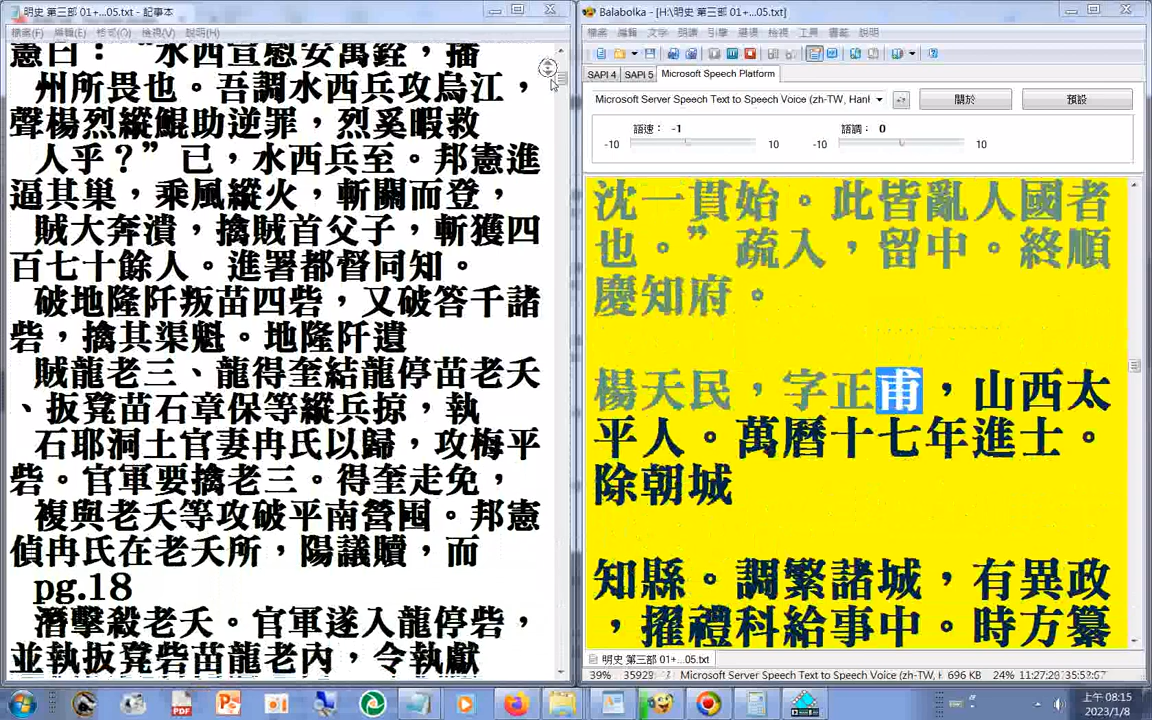 明史 第三部 01+...05.txt - 記事本
檔案(F) 編輯(E) 格式(O) 檢視(V) 說明(H)
憲曰：“水西宣慰安萬銓，播
州所畏也。吾調水西兵攻烏江，
聲楊烈縱鯤助逆罪，烈奚暇救
人乎？”已，水西兵至。邦憲進
逼其巢，乘風縱火，斬關而登，
賊大奔潰，擒賊首父子，斬獲四
百七十餘人。進署都督同知。
破地隆阡叛苗四砦，又破答千諸
砦，擒其渠魁。地隆阡遺
賊龍老三、龍得奎結龍停苗老夭
、扳凳苗石章保等縱兵掠，執
石耶洞土官妻冉氏以歸，攻梅平
砦。官軍要擒老三。得奎走免，
複與老夭等攻破平南營囤。邦憲
偵冉氏在老夭所，陽議贖，而
pg.18
潛擊殺老夭。官軍遂入龍停砦，
並執扳凳砦苗龍老內，令執獻
Balabolka - [H:\明史 第三部 01+...05.txt]
檔案 編輯 文字 朗讀 引擎 選項 檢視 工具 書籤 說明
SAPI 4 SAPI 5 Microsoft Speech Platform
Microsoft Server Speech Text to Speech Voice (zh-TW, Han 關於 預設
語速： -1 語調： 0
-10 10 -10 10
沈一貫始。此皆亂人國者
也。”疏入，留中。終順
慶知府。
楊天民，字正甫，山西太
平人。萬曆十七年進士。
除朝城
知縣。調繁諸城，有異政
，擢禮科給事中。時方纂
明史 第三部 01+...05.txt
Microsoft Server Speech Text to Speech Voice (zh-TW, 696 KB 24%
上午 08:15
2023/1/8